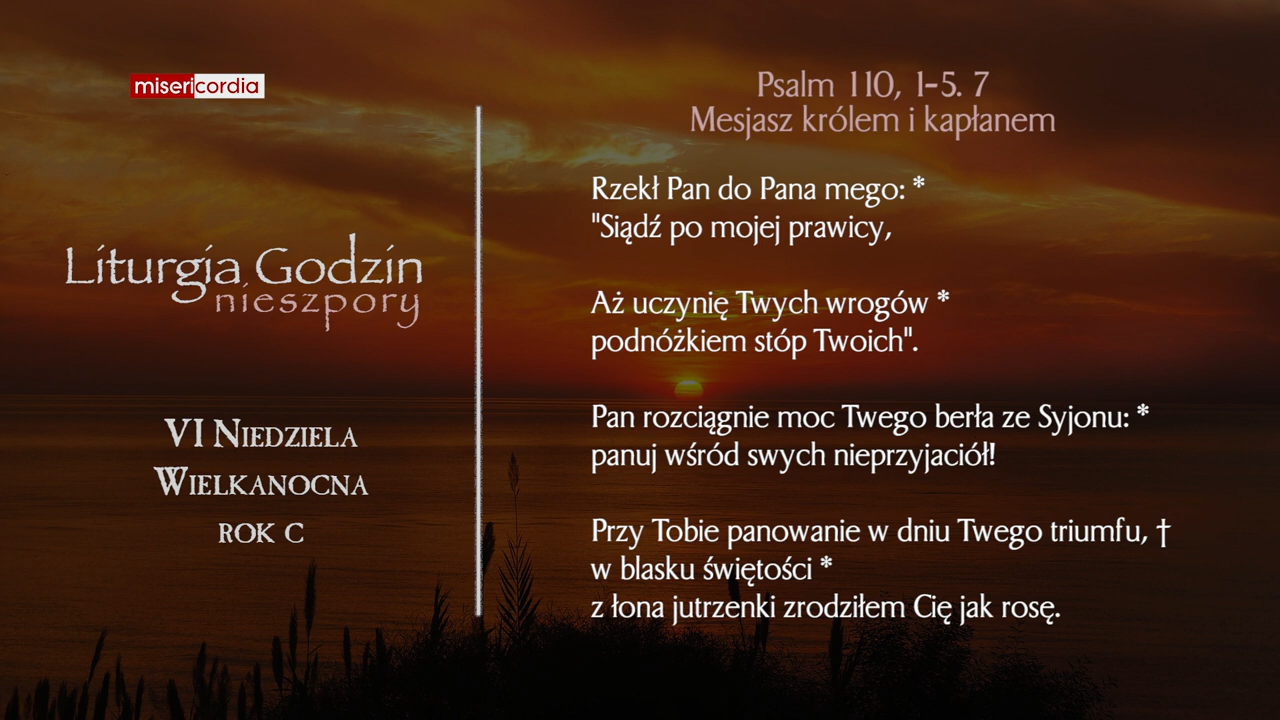 misericordia
Liturgia Godzin
nieszpory
VI Niedziela
Wielkanocna
rok C
Psalm 110, 1-5. 7
Mesjasz królem i kapłanem
Rzekł Pan do Pana mego: *
"Siądź po mojej prawicy,
Aż uczynię Twych wrogów *
podnóżkiem stóp Twoich".
Pan rozciągnie moc Twego berła ze Syjonu: *
panuj wśród swych nieprzyjaciół!
Przy Tobie panowanie w dniu Twego triumfu, †
w blasku świętości *
z łona jutrzenki zrodziłem Cię jak rosę.